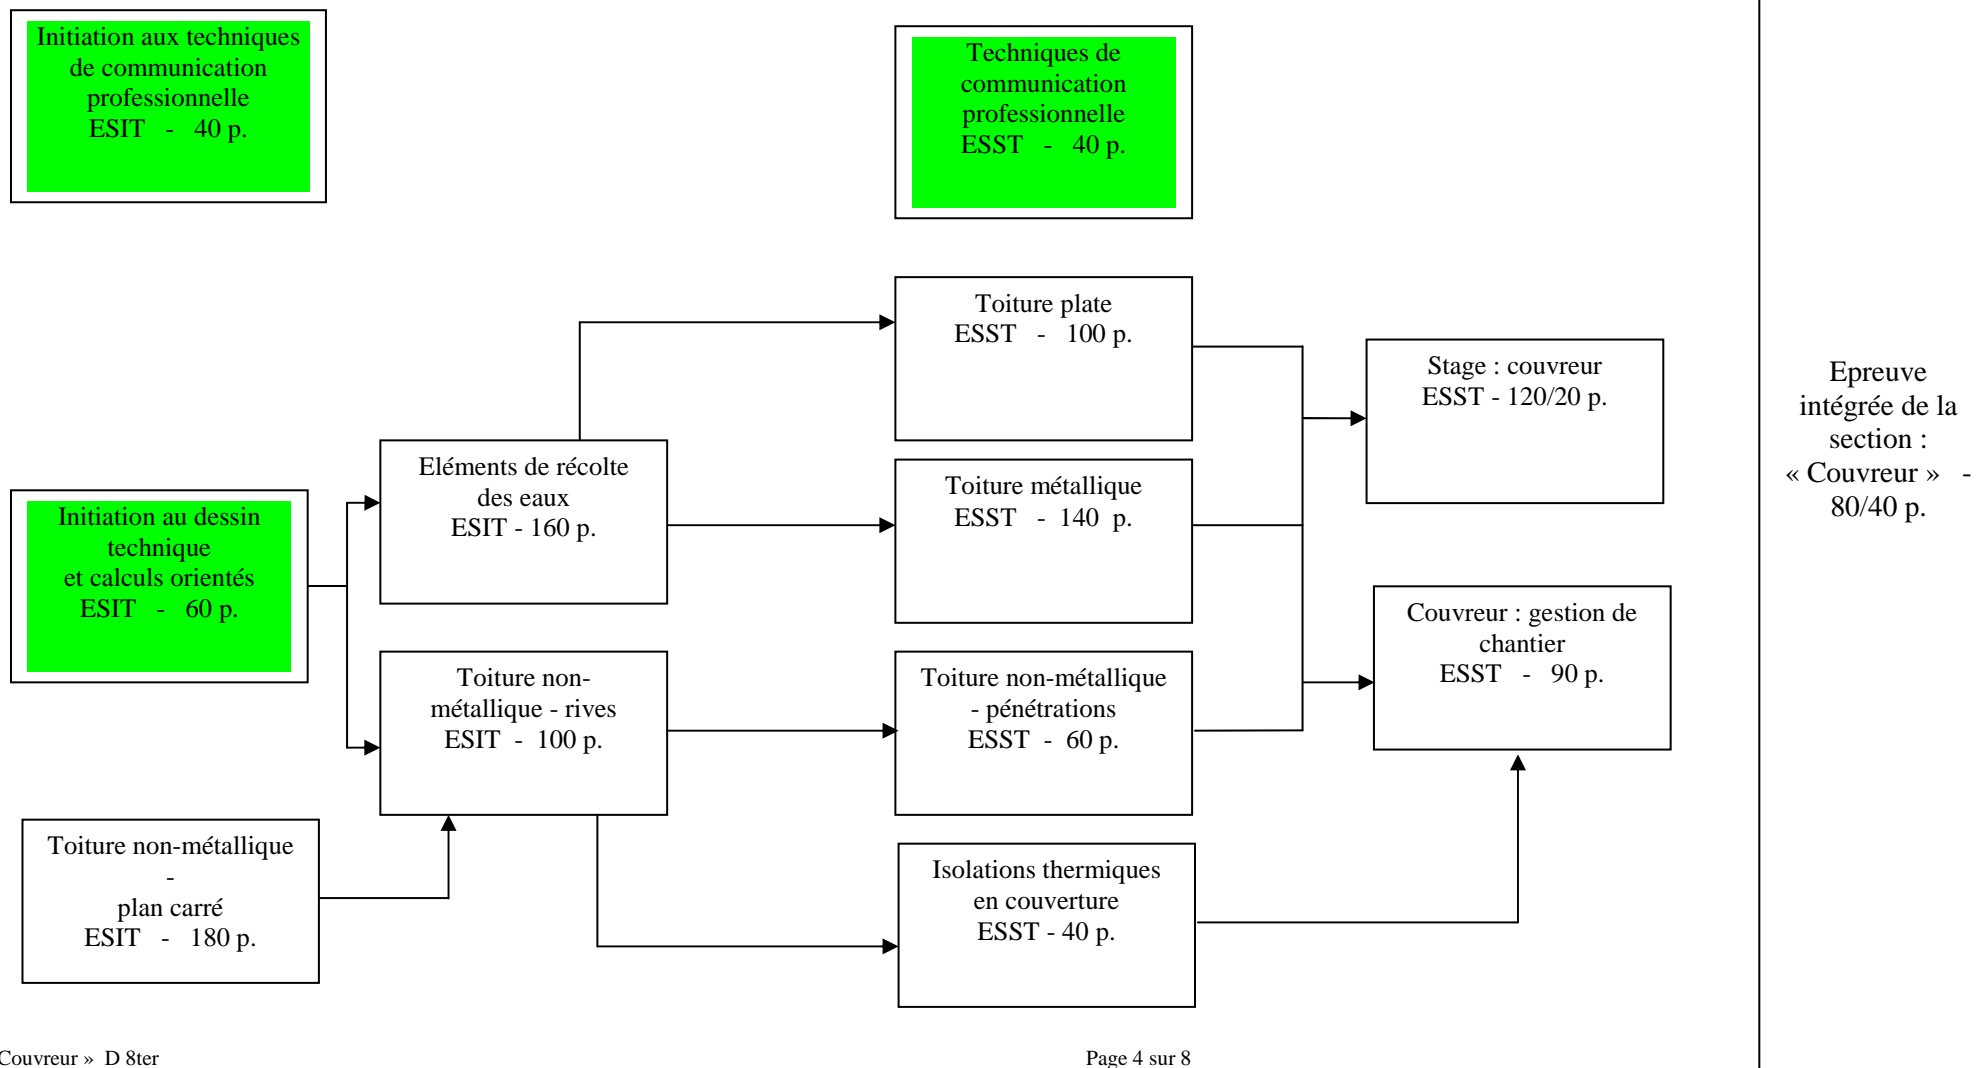 Initiation aux techniques
de communication
professionnelle
ESIT - 40 p.
Techniques de
communication
professionnelle
ESST - 40 p.
Toiture plate
ESST - 100 p.
Stage : couvreur
ESST - 120/20 p.
Epreuve
intégrée de la
section :
« Couvreur » -
80/40 p.
Eléments de récolte
des eaux
ESIT - 160 p.
Toiture métallique
ESST - 140 p.
Initiation au dessin
technique
et calculs orientés
ESIT - 60 p.
Couvreur : gestion de
chantier
ESST - 90 p.
Toiture non-
métallique - rives
ESIT - 100 p.
Toiture non-métallique
- pénétrations
ESST - 60 p.
Toiture non-métallique
-
plan carré
ESIT - 180 p.
Isolations thermiques
en couverture
ESST - 40 p.
Couvreur » D 8ter
Page 4 sur 8